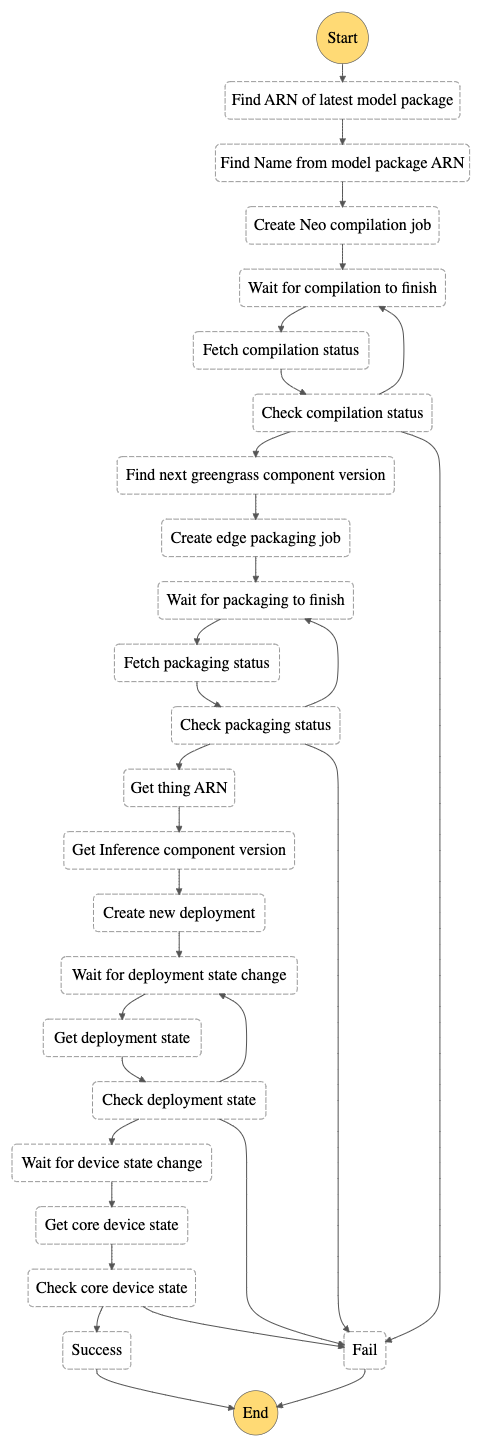 Start
Find ARN of latest model package
Find Name from model package ARN
Create Neo compilation job
Wait for compilation to finish
Fetch compilation status
Check compilation status
Find next greengrass component version
Create edge packaging job
Wait for packaging to finish
Fetch packaging status
Check packaging status
Get thing ARN
Get Inference component version
Create new deployment
Wait for deployment state change
Get deployment state
Check deployment state
Wait for device state change
Get core device state
Check core device state
Success
Fail
End